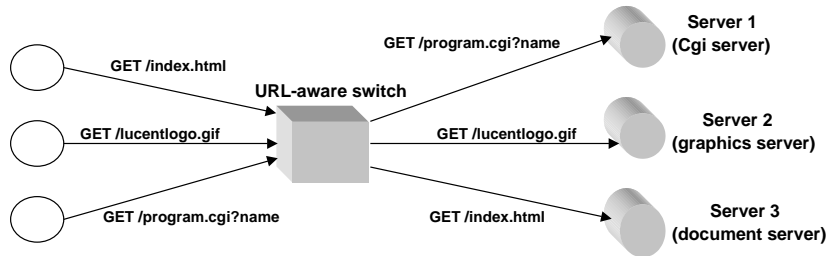 GET /index.html
GET /lucentlogo.gif
GET /program.cgi?name
URL-aware switch
GET /program.cgi?name
GET /lucentlogo.gif
GET /index.html
Server 1
(Cgi server)
Server 2
(graphics server)
Server 3
(document server)